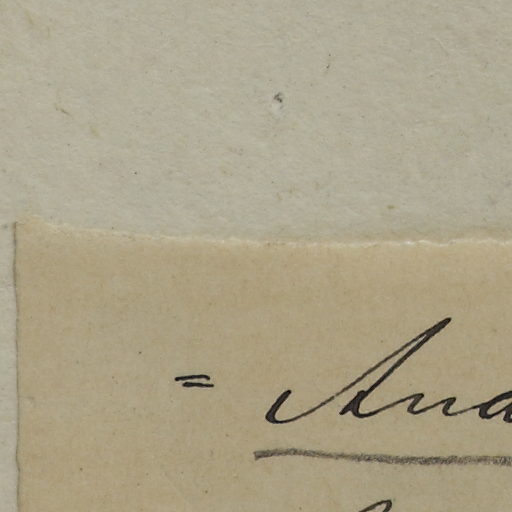 = Ana